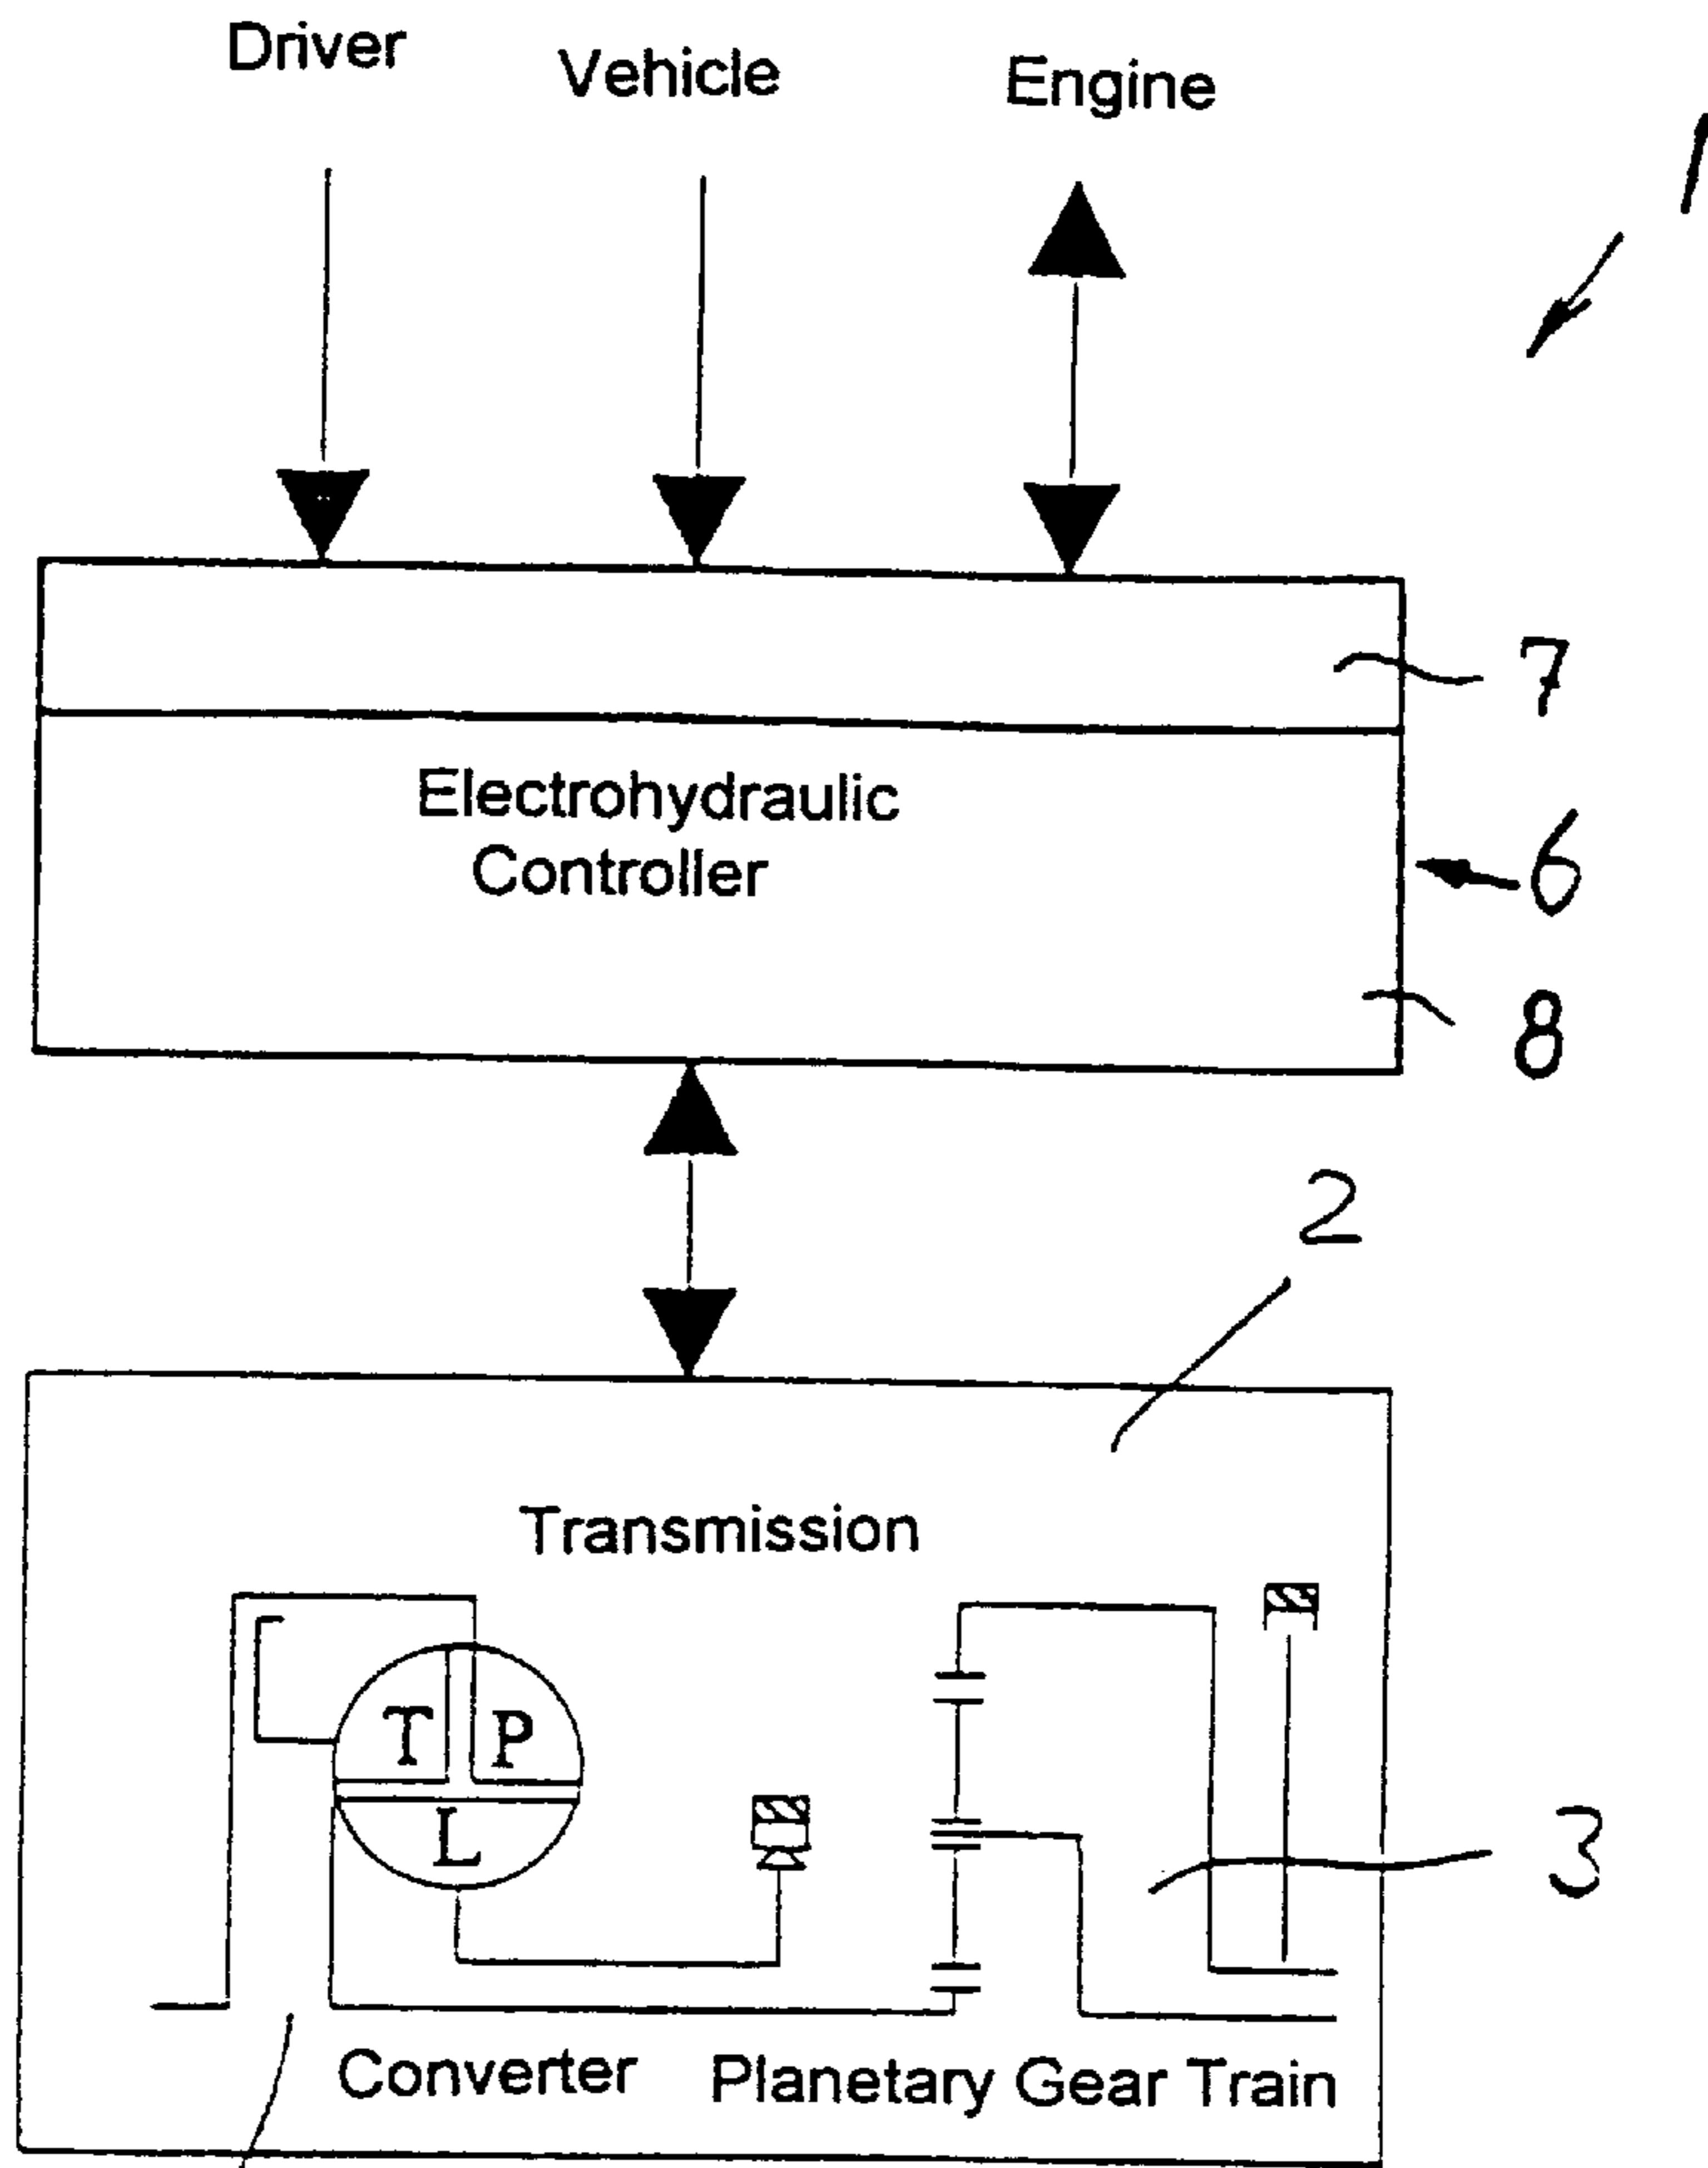 Driver
Vehicle
Engine
1
7
Electrohydraulic
Controller
6
8
2
Transmission
T P
L
3
Converter
Planetary Gear Train